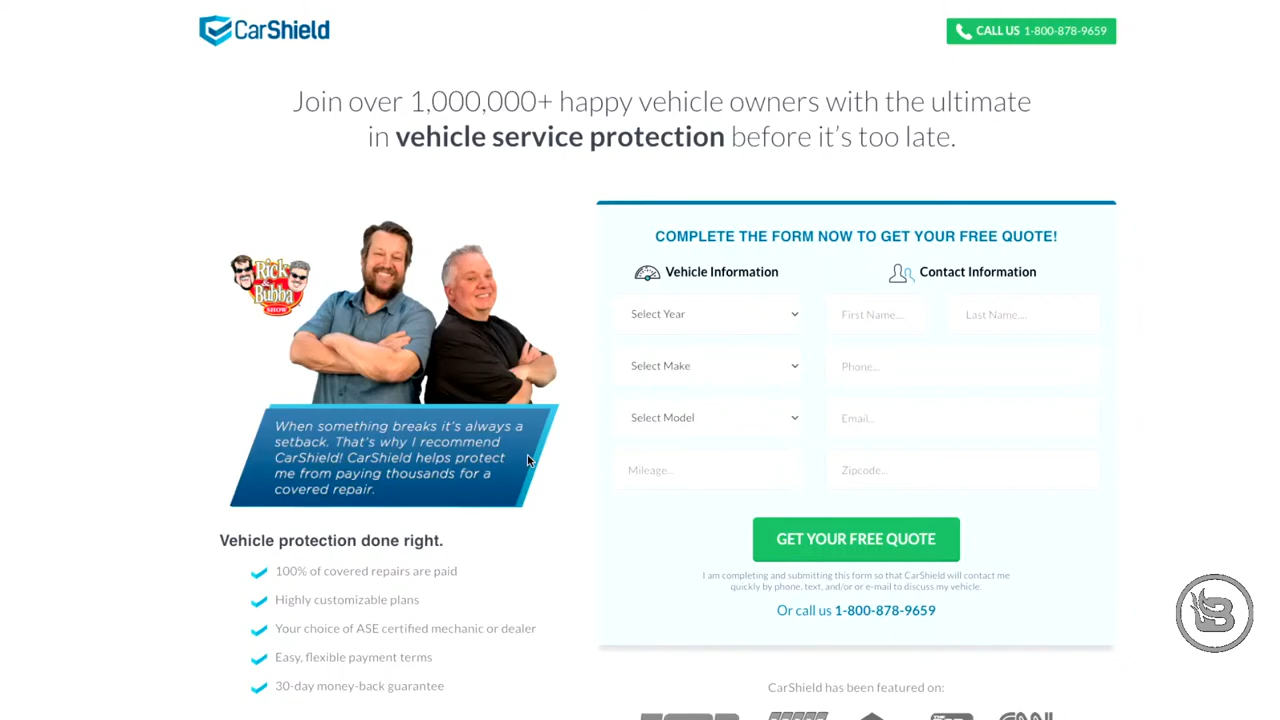 CarShield
CALL US 1-800-878-9659
Join over 1,000,000+ happy vehicle owners with the ultimate
in vehicle service protection before it's too late.
Rick
&
Bubba
SHOW
When something breaks it's always a
setback. That's why I recommend
CarShield! CarShield helps protect
me from paying thousands for a
covered repair.
Vehicle protection done right.
100% of covered repairs are paid
Highly customizable plans
Your choice of ASE certified mechanic or dealer
Easy, flexible payment terms
30-day money-back guarantee
COMPLETE THE FORM NOW TO GET YOUR FREE QUOTE!
Vehicle Information Contact Information
Select Year First Name.... Last Name....
Select Make Phone...
Select Model Email...
Mileage... Zipcode...
GET YOUR FREE QUOTE
I am completing and submitting this form so that CarShield will contact me
quickly by phone, text, and/or or e-mail to discuss my vehicle.
Or call us 1-800-878-9659
CarShield has been featured on: